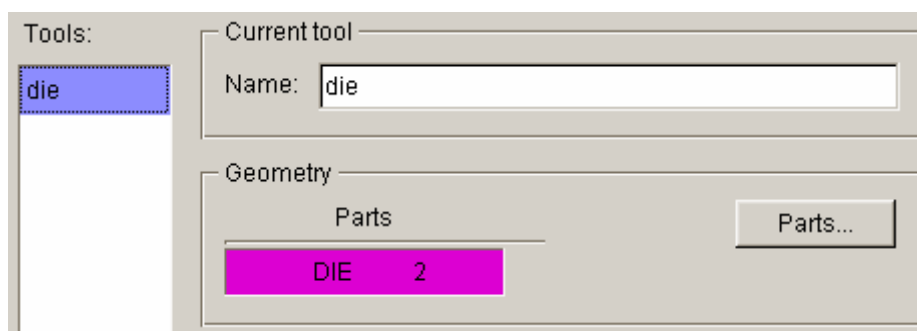 Tools:
die
Current tool
Name: die
Geometry
Parts
Parts...
DIE 2